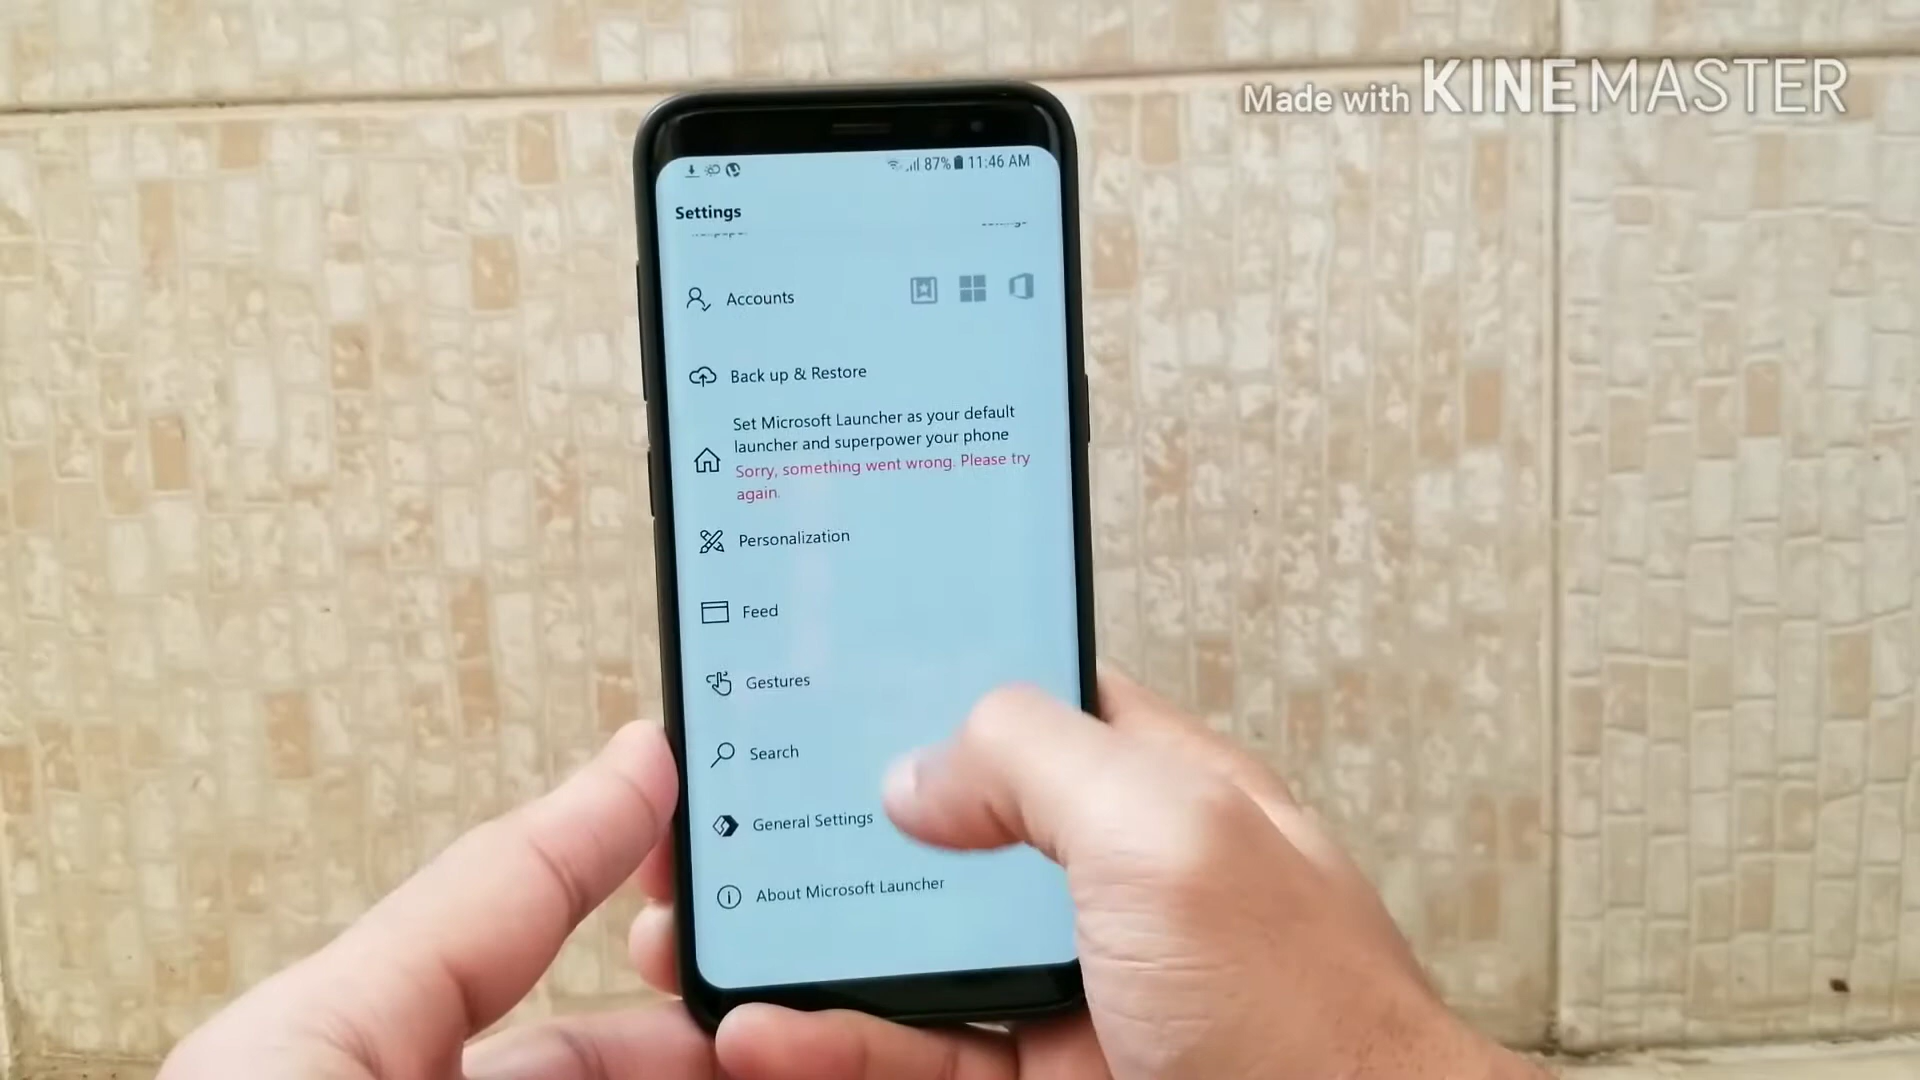 Made with KINEMASTER
87% 11:46 AM
Settings
Accounts
Back up & Restore
Set Microsoft Launcher as your default
launcher and superpower your phone
Sorry, something went wrong. Please try
again.
Personalization
Feed
Gestures
Search
General Settings
About Microsoft Launcher